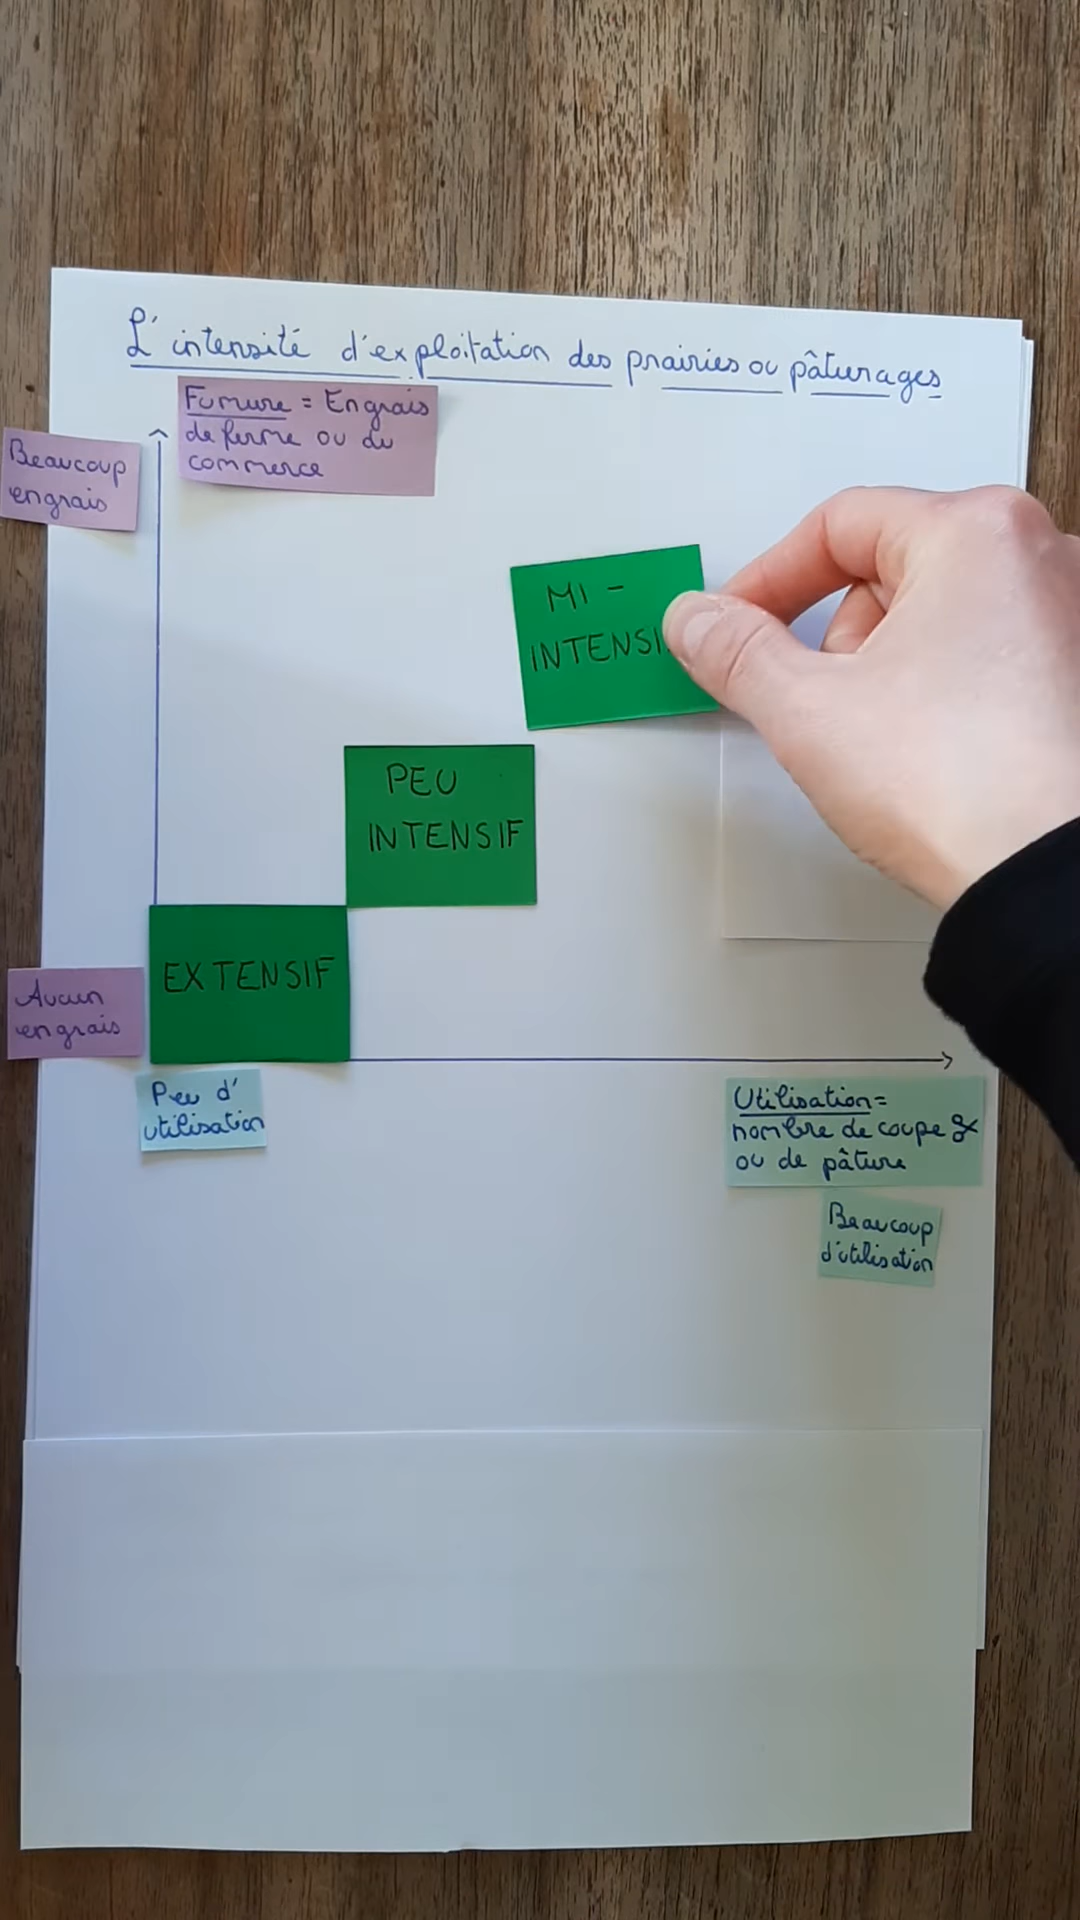 L'intensité d'exploitation des prairies ou pâturages
Fumure = Engrais
de ferme ou du
commerce
Beaucoup
engrais
MI-
INTENSI
PEU
INTENSIF
EXTENSIF
Aucun
engrais
Peu d'
utilisation
Utilisation =
nombre de coupe
ou de pâture
Beaucoup
d'utilisation